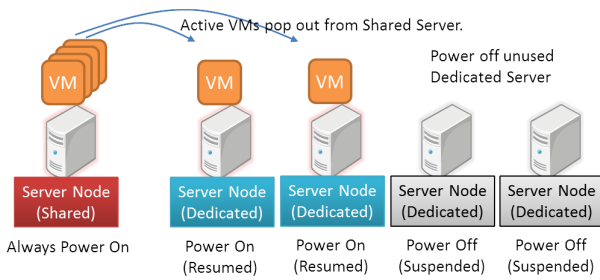 Active VMs pop out from Shared Server.
Power off unused
Dedicated Server
VM
VM
VM
Server Node
(Shared)
Server Node
(Dedicated)
Server Node
(Dedicated)
Server Node
(Dedicated)
Server Node
(Dedicated)
Always Power On
Power On
(Resumed)
Power On
(Resumed)
Power Off
(Suspended)
Power Off
(Suspended)